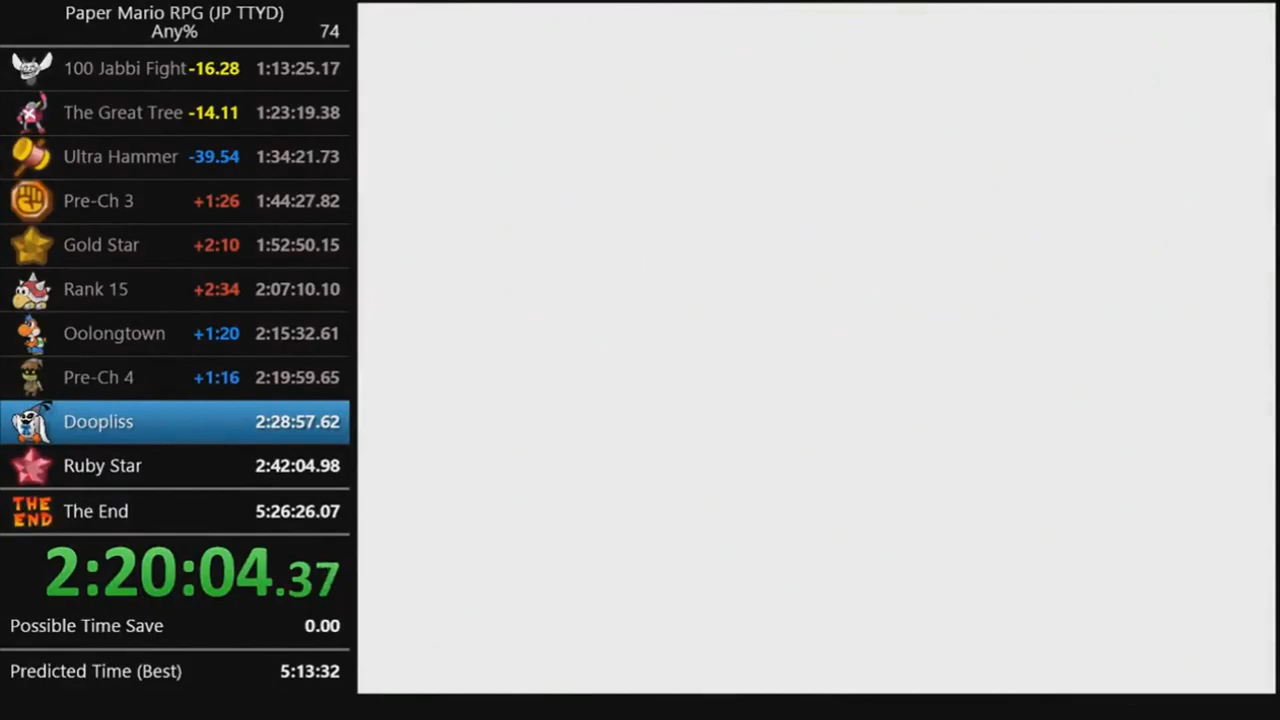 Paper Mario RPG (JP TTYD)
Any% 74
100 Jabbi Fight -16.28 1:13:25.17
The Great Tree -14.11 1:23:19.38
Ultra Hammer -39.54 1:34:21.73
Pre-Ch 3 +1:26 1:44:27.82
Gold Star +2:10 1:52:50.15
Rank 15 +2:34 2:07:10.10
Oolongtown +1:20 2:15:32.61
Pre-Ch 4 +1:16 2:19:59.65
Doopliss 2:28:57.62
Ruby Star 2:42:04.98
THE END The End 5:26:26.07
2:20:04.37
Possible Time Save 0.00
Predicted Time (Best) 5:13:32